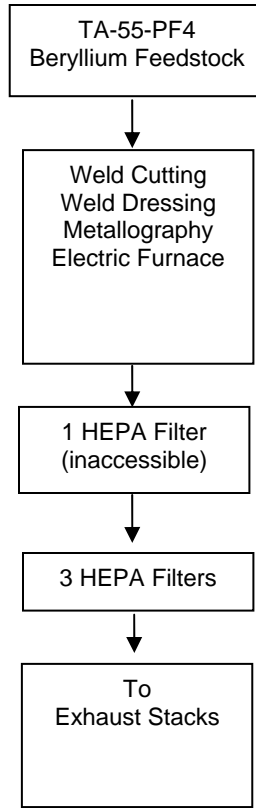 TA-55-PF4
Beryllium Feedstock
Weld Cutting
Weld Dressing
Metallography
Electric Furnace
1 HEPA Filter
(inaccessible)
3 HEPA Filters
To
Exhaust Stacks